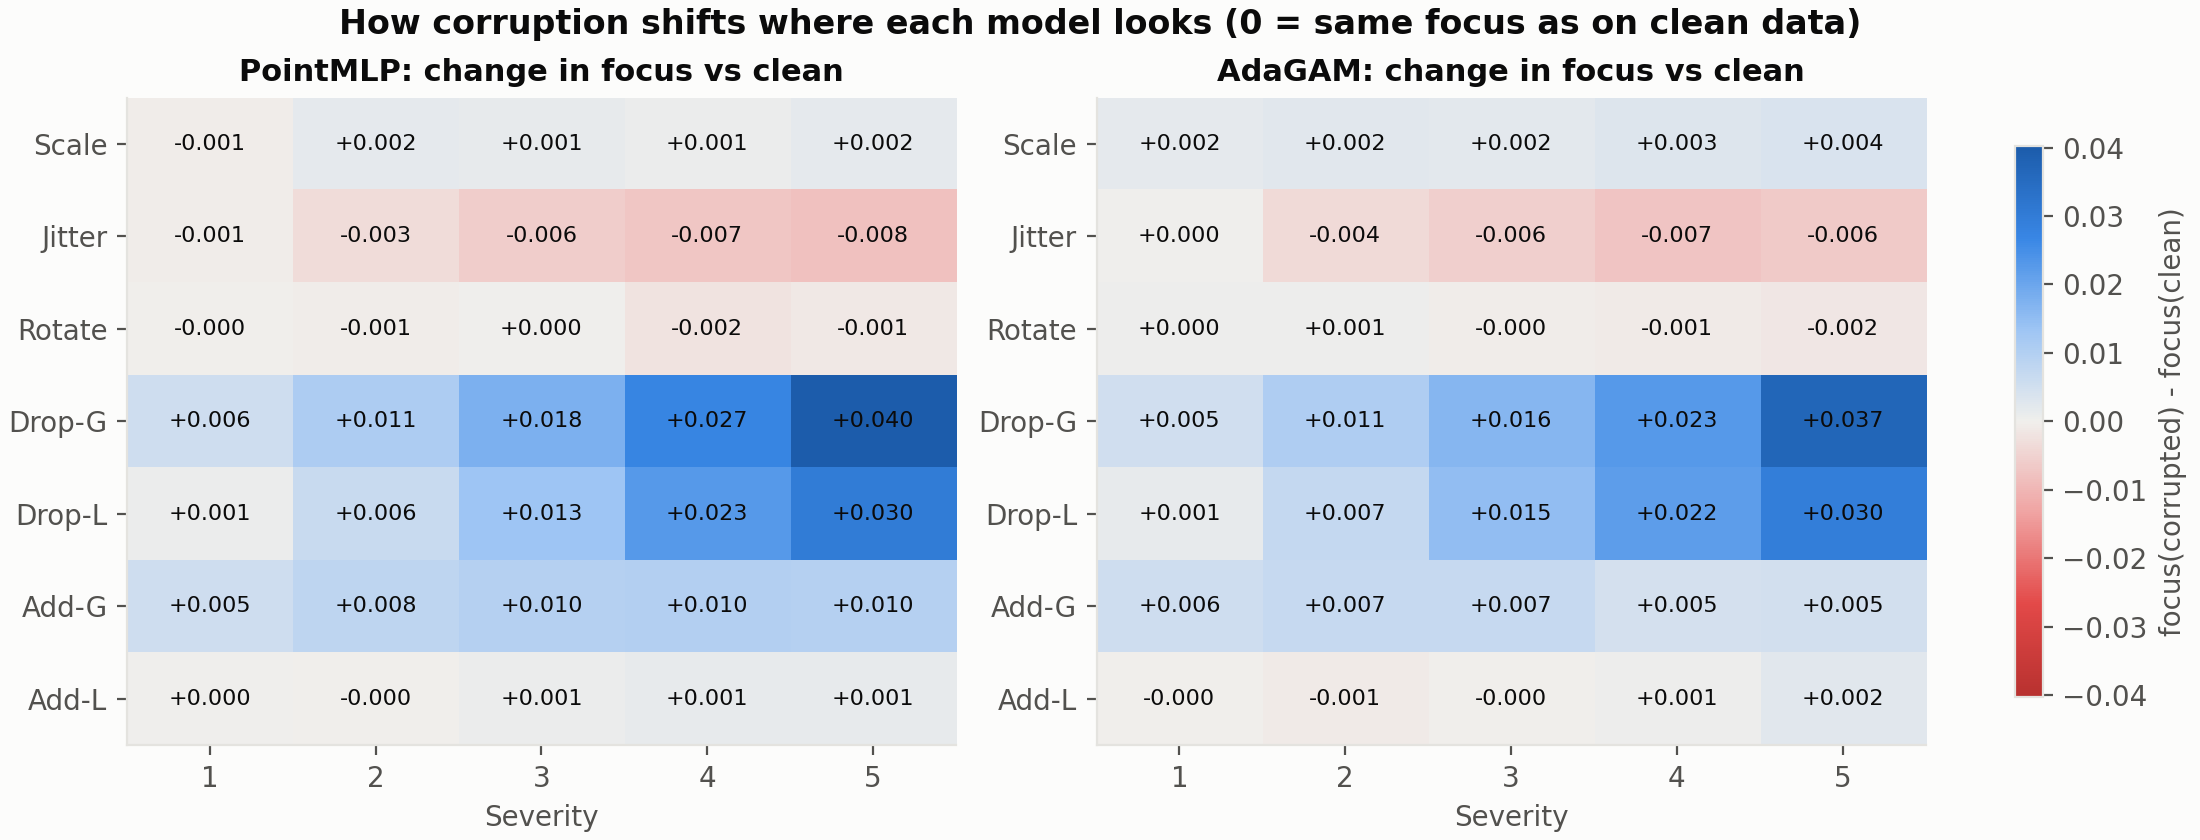 How corruption shifts where each model looks (0 = same focus as on clean data)
PointMLP: change in focus vs clean
Scale -0.001 +0.002 +0.001 +0.001 +0.002
Jitter -0.001 -0.003 -0.006 -0.007 -0.008
Rotate -0.000 -0.001 +0.000 -0.002 -0.001
Drop-G +0.006 +0.011 +0.018 +0.027 +0.040
Drop-L +0.001 +0.006 +0.013 +0.023 +0.030
Add-G +0.005 +0.008 +0.010 +0.010 +0.010
Add-L +0.000 -0.000 +0.001 +0.001 +0.001
1 2 3 4 5
Severity
AdaGAM: change in focus vs clean
Scale +0.002 +0.002 +0.002 +0.003 +0.004
Jitter +0.000 -0.004 -0.006 -0.007 -0.006
Rotate +0.000 +0.001 -0.000 -0.001 -0.002
Drop-G +0.005 +0.011 +0.016 +0.023 +0.037
Drop-L +0.001 +0.007 +0.015 +0.022 +0.030
Add-G +0.006 +0.007 +0.007 +0.005 +0.005
Add-L -0.000 -0.001 -0.000 +0.001 +0.002
1 2 3 4 5
Severity
0.04
0.03
0.02
0.01
0.00
−0.01
−0.02
−0.03
−0.04
focus(corrupted) - focus(clean)